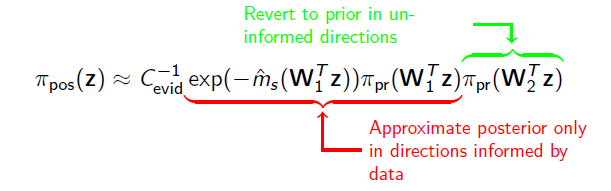 Revert to prior in un-
informed directions
π_pos(z) ≈ C_evid^{-1} exp(−m̂_s(W_1^T z))π_pr(W_1^T z)π_pr(W_2^T z)
Approximate posterior only
in directions informed by
data